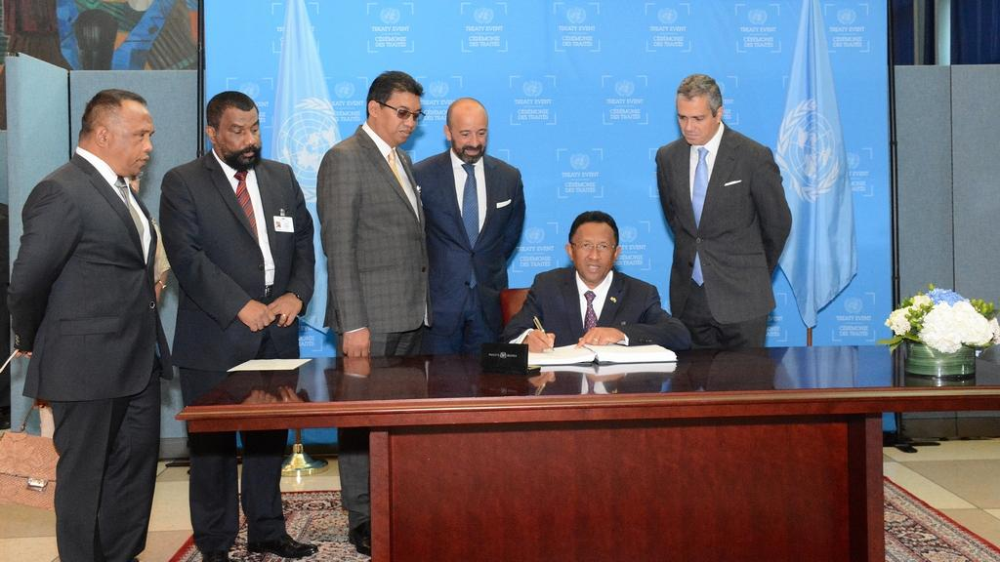 TREATY EVENT
CÉRÉMONIE
DES TRAITÉS